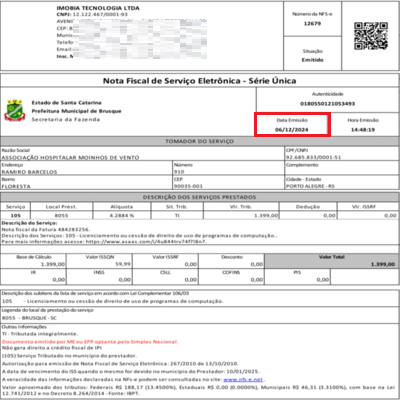 IMOBIA TECNOLOGIA LTDA
CNPJ: 12.122.467/0001-93
CEP: 8
Telefo
Email:
Insc. M
Número da NFS-e
12679
Situação
Emitido
Nota Fiscal de Serviço Eletrônica - Série Única
Estado de Santa Catarina
Prefeitura Municipal de Brusque
Secretaria da Fazenda
Autenticidade
0180550121053493
Data Emissão
06/12/2024
Hora Emissão
14:48:19
TOMADOR DO SERVIÇO
Razão Social
ASSOCIAÇÃO HOSPITALAR MOINHOS DE VENTO
CPF/CNPJ
92.685.833/0001-51
Endereço
RAMIRO BARCELOS
Número
910
Complemento
Bairro
FLORESTA
CEP
90035-001
Cidade - Estado
PORTO ALEGRE - RS
DESCRIÇÃO DOS SERVIÇOS PRESTADOS
Serviço Local Prest. Alíquota Sit. Trib. Vlr. Trib. Dedução Vlr. ISSRF
105 8055 4.2884 % TI 1.399,00 0,00 0,00
Descrição do Serviço:
Nota fiscal da Fatura 484283256.
Descrição dos Serviços: 105 - Licenciamento ou cessão de direito de uso de programas de computação..
Para mais informações acesse:
Base de Cálculo Valor ISSQN Valor ISSRF Desconto Valor Total
1.399,00 59,99 0,00 0,00 1.399,00
IR INSS CSLL COFINS PIS
0,00 0,00 0,00 0,00 0,00
Descrição dos subitens da lista de serviço em acordo com Lei Complementar 106/03
105 - Licenciamento ou cessão de direito de uso de programas de computação.
Legenda do local da prestação do serviço
8055 - BRUSQUE - SC
Outras Informações
TI - Tributada integralmente.
Documento emitido por ME ou EPP optante pelo Simples Nacional.
Não gera direito a crédito fiscal de IPI
(105) Serviço Tributado no município do prestador.
Autorização para emissão de Nota Fiscal de Serviço Eletrônica: 267/2010 de 13/10/2010.
A data de vencimento do ISS quando o mesmo for devido no município do Prestador: 10/01/2025.
A veracidade das informações declaradas na NFS-e podem ser consultadas no site: www.nfs-e.net .
Valor aproximado dos tributos: Federais R$ 188,17 (13.4500%), Estaduais R$ 0,00 (0.0000%), Municipais R$ 46,31 (3.3100%), com base na Lei
12.741/2012 e no Decreto 8.264/2014 - Fonte: IBPT.